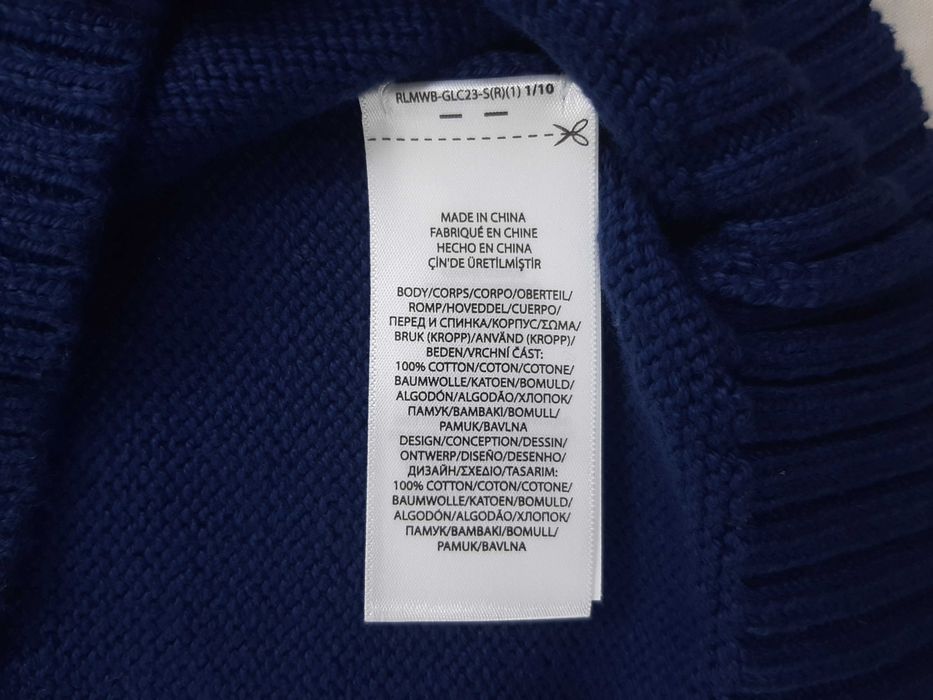 RLMWB-GLC23-S(R)(1) 1/10
MADE IN CHINA
FABRIQUÉ EN CHINE
HECHO EN CHINA
ÇİN'DE ÜRETİLMİŞTİR
BODY/CORPS/CORPO/OBERTEIL/
ROMP/HOVEDDEL/CUERPO/
ПЕРЕД И СПИНКА/КОРПУС/ΣΩΜΑ/
BRUK (KROPP)/ANVÄND (KROPP)/
BEDEN/VRCHNÍ ČÁST:
100% COTTON/COTON/COTONE/
BAUMWOLLE/KATOEN/BOMULD/
ALGODÓN/ALGODÃO/ХЛОПОК/
ПАМУК/ΒΑΜΒΑΚΙ/BOMULL/
PAMUK/BAVLNA
DESIGN/CONCEPTION/DESSIN/
ONTWERP/DISEÑO/DESENHO/
ДИЗАЙН/ΣΧΕΔΙΟ/TASARIM:
100% COTTON/COTON/COTONE/
BAUMWOLLE/KATOEN/BOMULD/
ALGODÓN/ALGODÃO/ХЛОПОК/
ПАМУК/ΒΑΜΒΑΚΙ/BOMULL/
PAMUK/BAVLNA